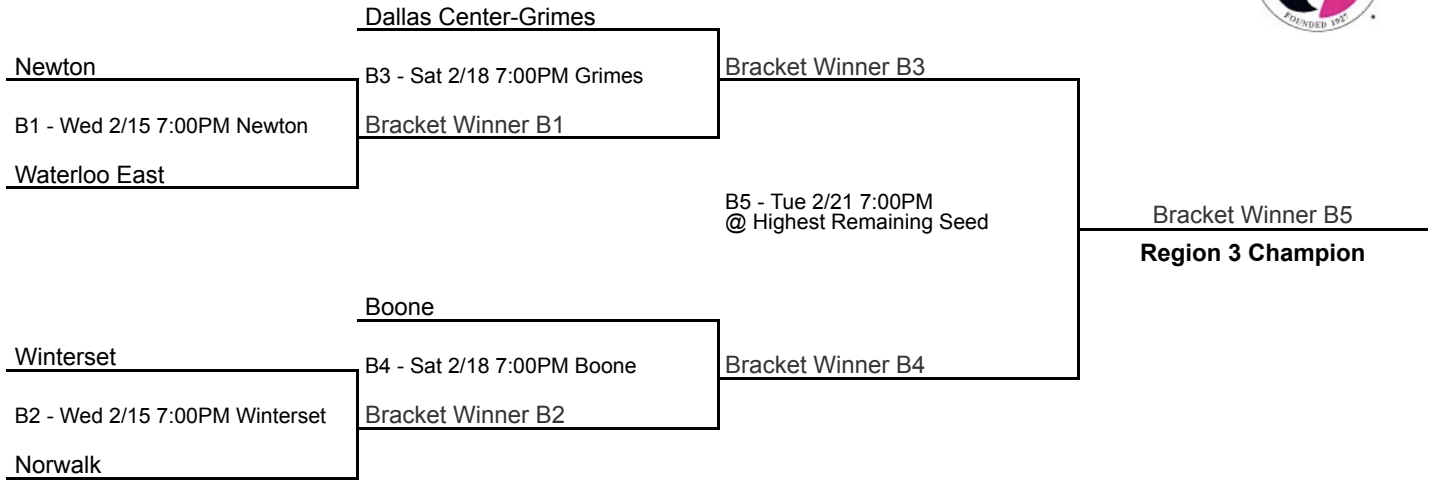 Dallas Center-Grimes
FOUNDED 1927
Newton
B3 - Sat 2/18 7:00PM Grimes
Bracket Winner B3
B1 - Wed 2/15 7:00PM Newton
Bracket Winner B1
Waterloo East
B5 - Tue 2/21 7:00PM
@ Highest Remaining Seed
Bracket Winner B5
Region 3 Champion
Boone
Winterset
B4 - Sat 2/18 7:00PM Boone
Bracket Winner B4
B2 - Wed 2/15 7:00PM Winterset
Bracket Winner B2
Norwalk